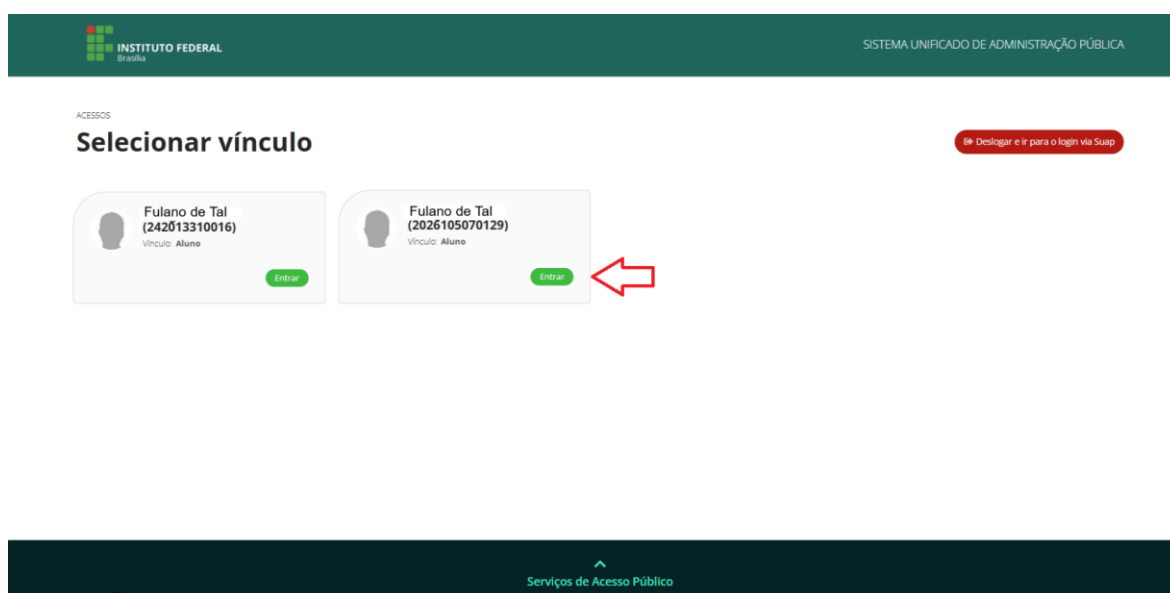 INSTITUTO FEDERAL
Brasília
SISTEMA UNIFICADO DE ADMINISTRAÇÃO PÚBLICA
ACESSOS
Selecionar vínculo
Deslogar e ir para o login via Suap
Fulano de Tal
(242013310016)
Vínculo: Aluno
Entrar
Fulano de Tal
(2026105070129)
Vínculo: Aluno
Entrar
Serviços de Acesso Público